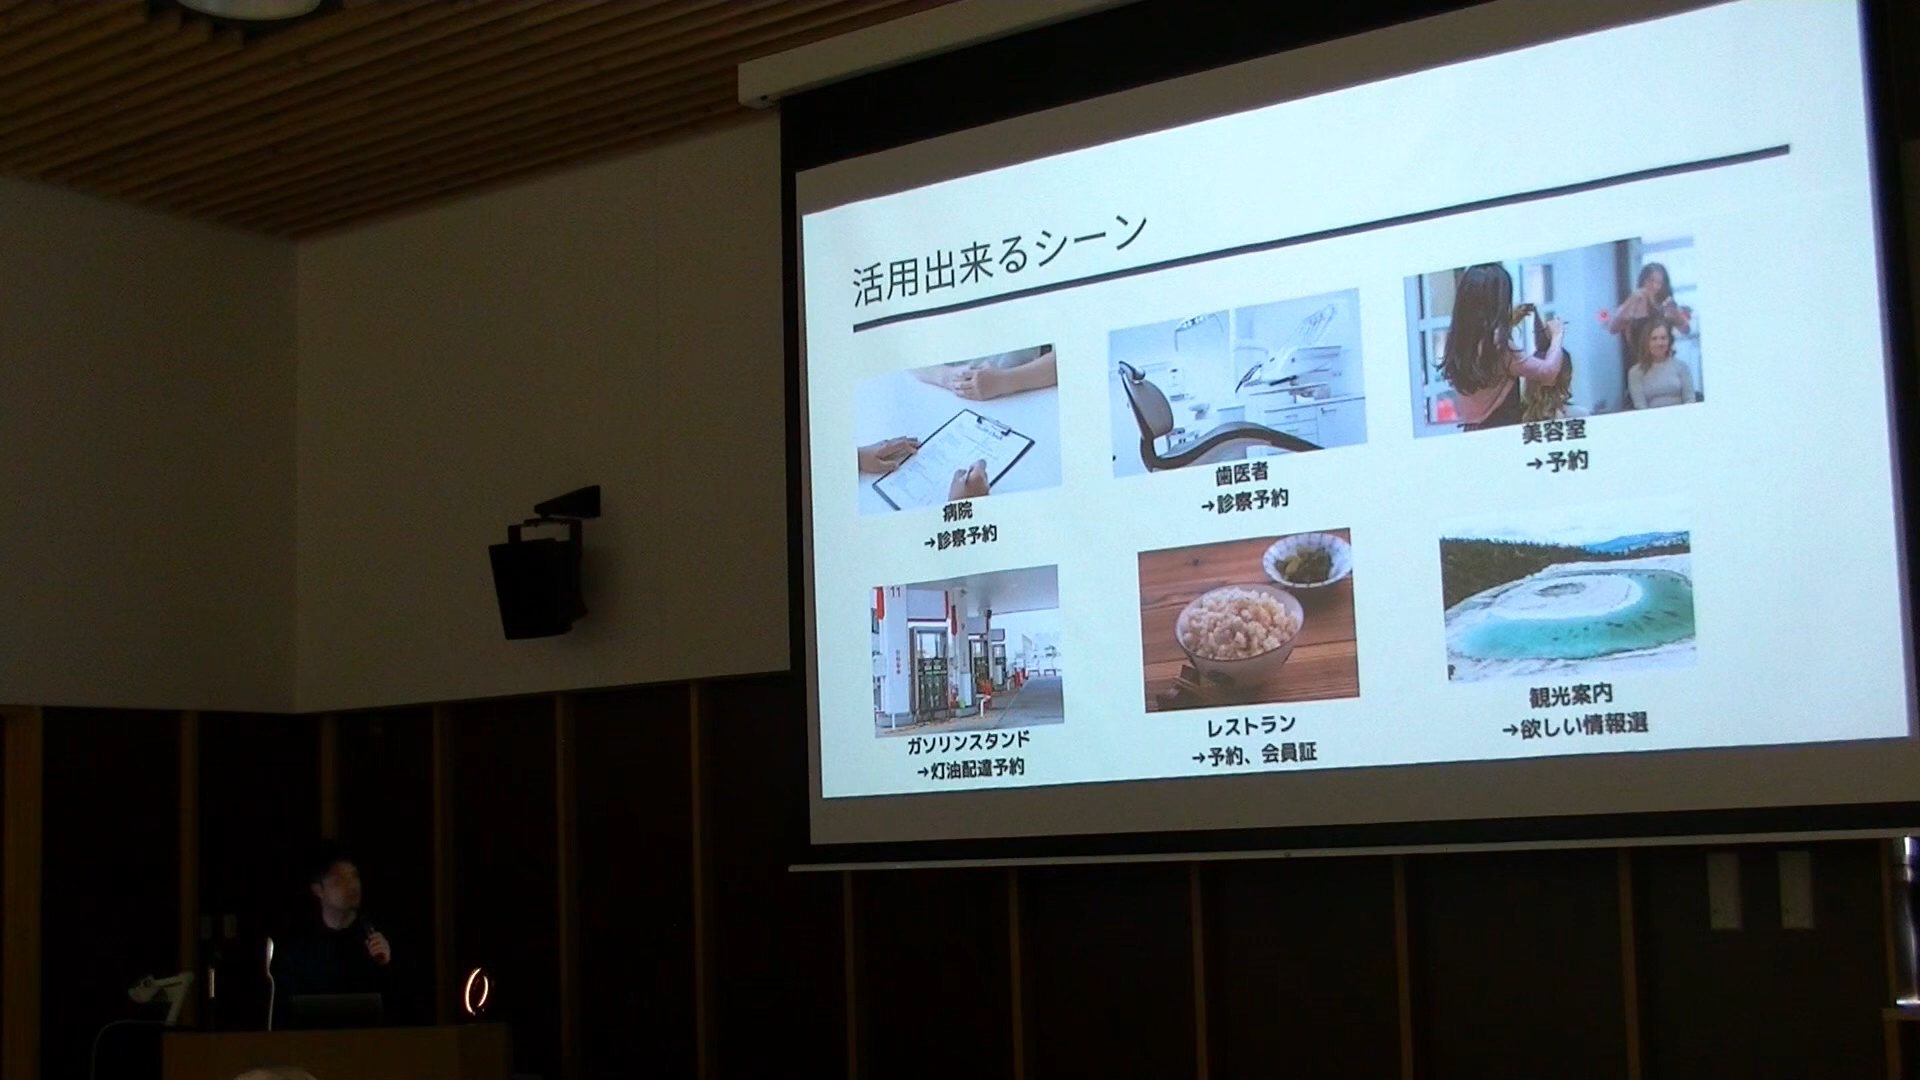 活用出来るシーン
病院
→診察予約
歯医者
→診察予約
美容室
→予約
11
ガソリンスタンド
→灯油配達予約
レストラン
→予約、会員証
観光案内
→欲しい情報選